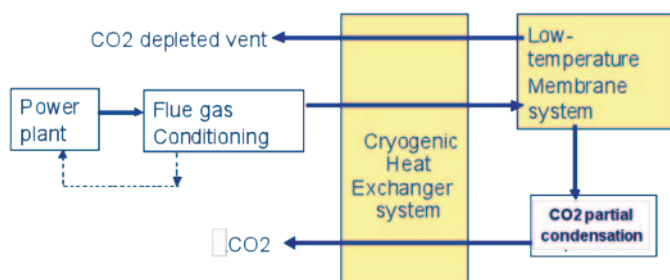 CO2 depleted vent
Low-
temperature
Membrane
system
Power
plant
Flue gas
Conditioning
Cryogenic
Heat
Exchanger
system
CO2 partial
condensation
.CO2